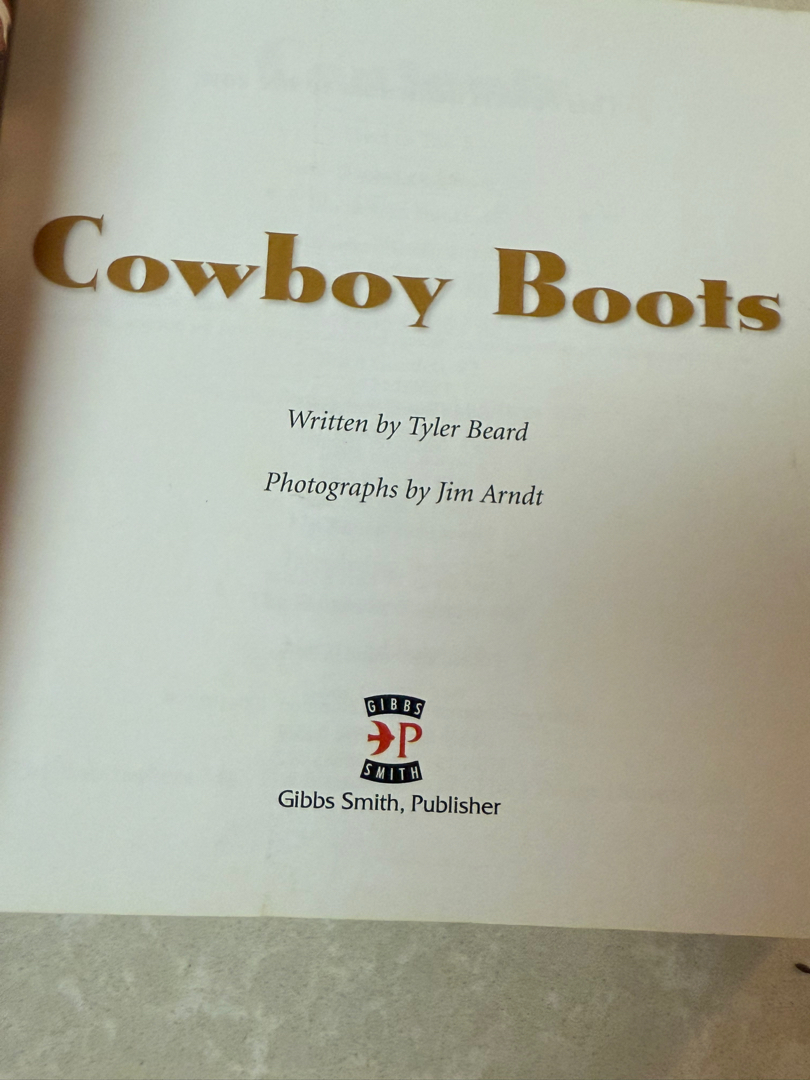 Cowboy Boots
Written by Tyler Beard
Photographs by Jim Arndt
GIBBS
P
SMITH
Gibbs Smith, Publisher